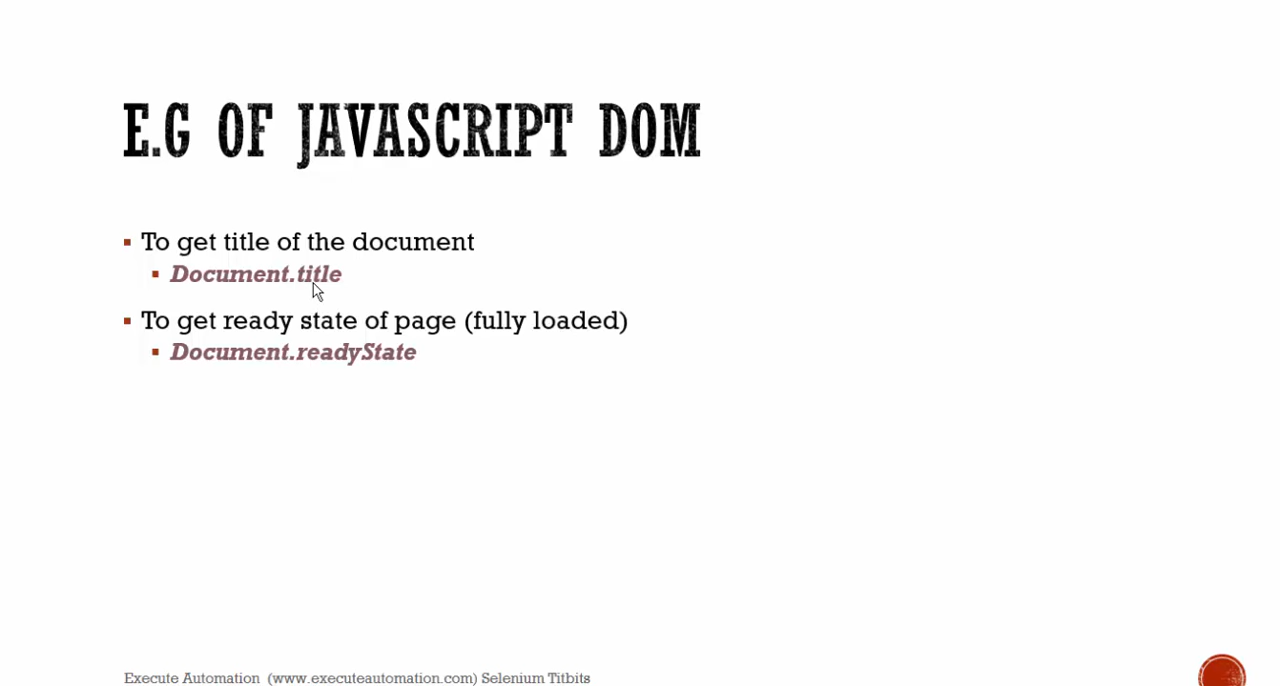 E.G OF JAVASCRIPT DOM
To get title of the document
Document.title
To get ready state of page (fully loaded)
Document.readyState
Execute Automation (www.executeautomation.com) Selenium Titbits